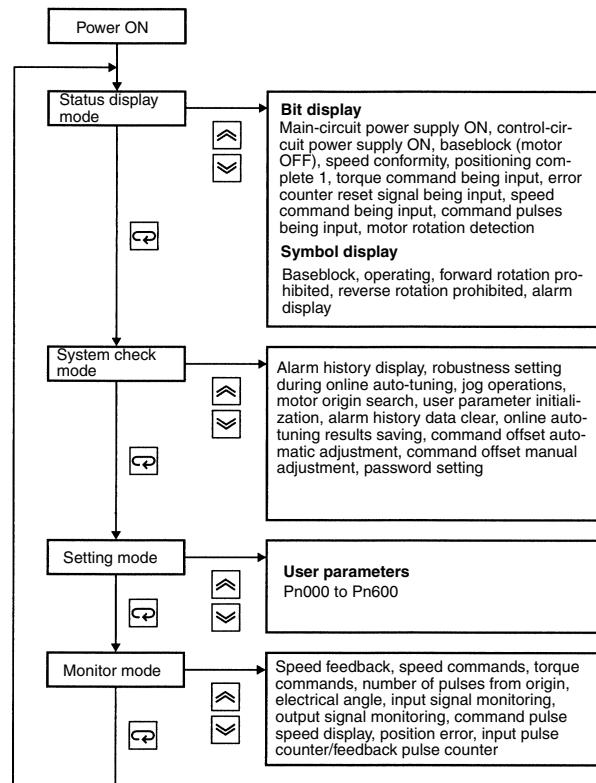 Power ON
Status display
mode
Bit display
Main-circuit power supply ON, control-cir-
cuit power supply ON, baseblock (motor
OFF), speed conformity, positioning com-
plete 1, torque command being input, error
counter reset signal being input, speed
command being input, command pulses
being input, motor rotation detection
Symbol display
Baseblock, operating, forward rotation pro-
hibited, reverse rotation prohibited, alarm
display
System check
mode
Alarm history display, robustness setting
during online auto-tuning, jog operations,
motor origin search, user parameter initiali-
zation, alarm history data clear, online auto-
tuning results saving, command offset auto-
matic adjustment, command offset manual
adjustment, password setting
Setting mode
User parameters
Pn000 to Pn600
Monitor mode
Speed feedback, speed commands, torque
commands, number of pulses from origin,
electrical angle, input signal monitoring,
output signal monitoring, command pulse
speed display, position error, input pulse
counter/feedback pulse counter